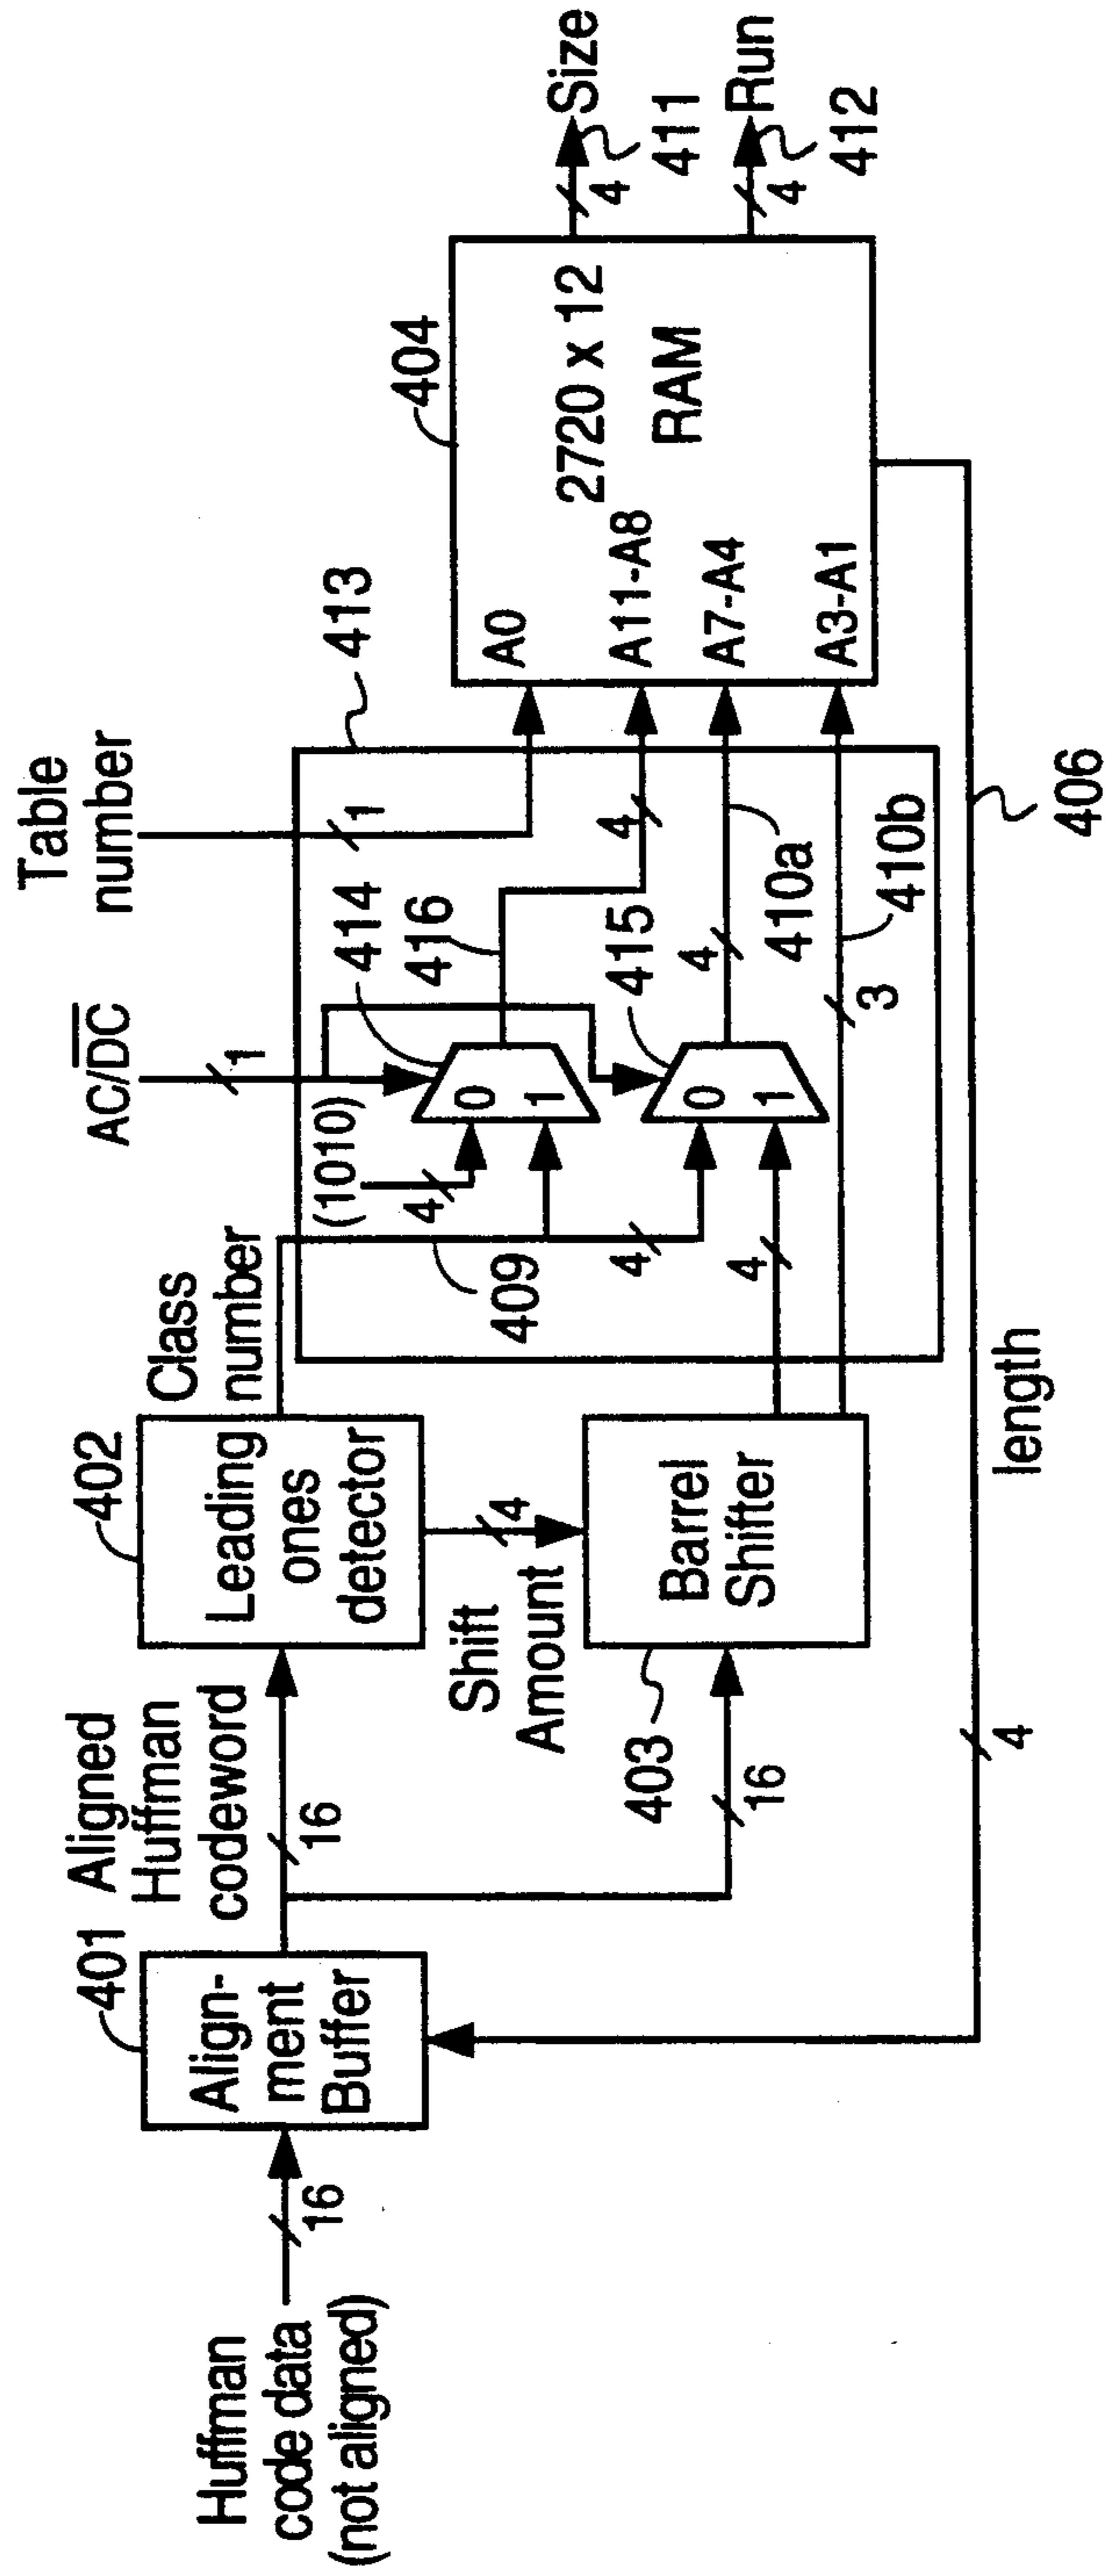 Huffman
code data
(not aligned)
16
401
Align-
ment
Buffer
Aligned
Huffman
codeword
16
16
402
Leading
ones
detector
Shift
Amount
4
403
Barrel
Shifter
Class
number
409
4
4
(1010)
4
AC/DC
1
0
1
414
416
4
0
1
415
4
410a
3
410b
Table
number
1
413
A0
A11-A8
A7-A4
A3-A1
404
2720 x 12
RAM
4
Size
411
4
Run
412
406
length
4